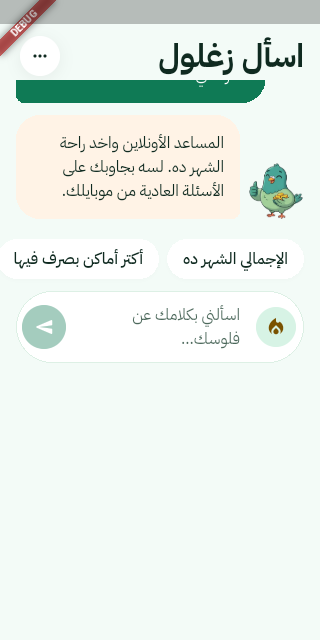 DEBUG
اسأل زغلول
المساعد الأونلاين واخد راحة
الشهر ده. لسه بجاوبك على
الأسئلة العادية من موبايلك.
الإجمالي الشهر ده
أكتر أماكن بصرف فيها
اسألني بكلامك عن
فلوسك...